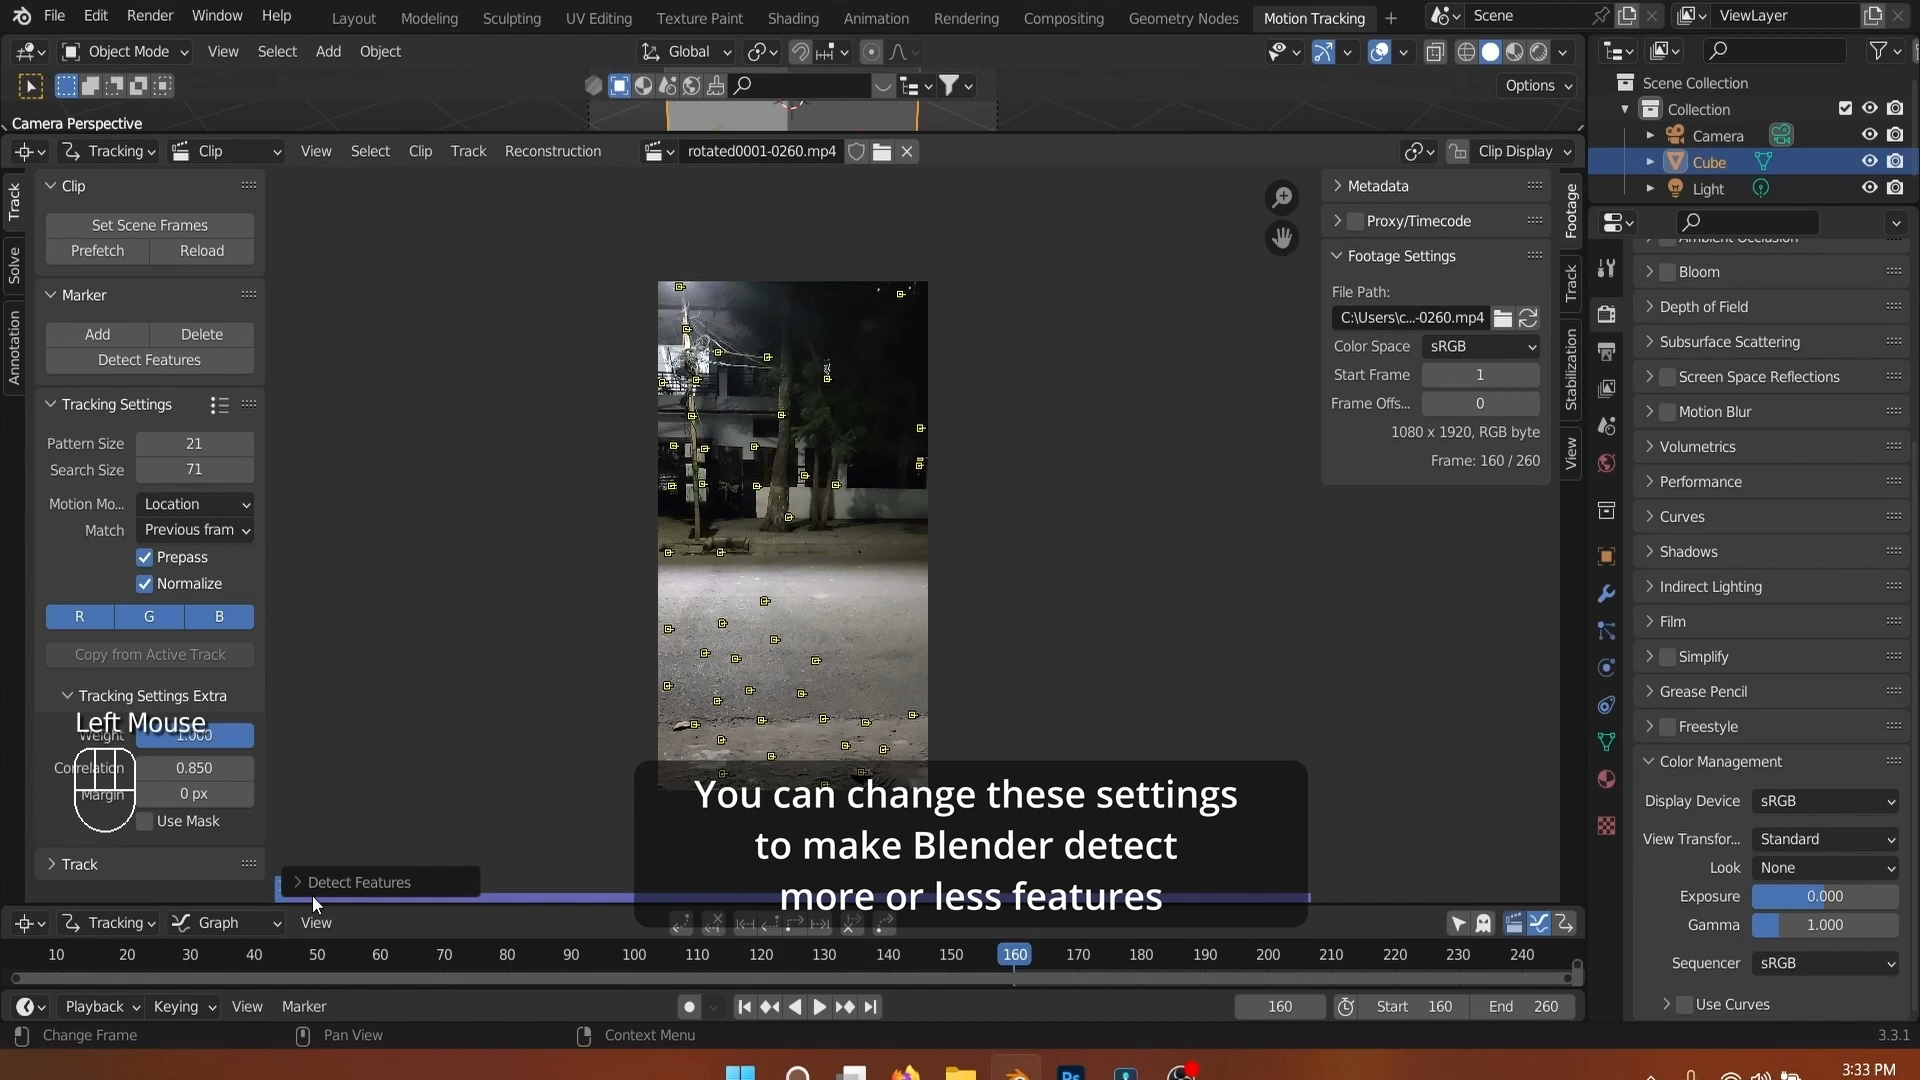 File Edit Render Window Help Layout Modeling Sculpting UV Editing Texture Paint Shading Animation Rendering Compositing Geometry Nodes Motion Tracking + Scene ViewLayer
Object Mode View Select Add Object Global
Options
Camera Perspective
Scene Collection
Collection
Camera
Cube
Light
Tracking Clip View Select Clip Track Reconstruction rotated0001-0260.mp4 Clip Display
Track
Solve
Annotation
Clip
Set Scene Frames
Prefetch Reload
Marker
Add Delete
Detect Features
Tracking Settings
Pattern Size 21
Search Size 71
Motion Mo... Location
Match Previous fram
Prepass
Normalize
R G B
Copy from Active Track
Tracking Settings Extra
Left Mouse
Weight 1.000
Correlation 0.850
Margin 0 px
Use Mask
Track
Detect Features
You can change these settings
to make Blender detect
more or less features
Metadata
Proxy/Timecode
Footage Settings
File Path:
C:\Users\c...-0260.mp4
Color Space sRGB
Start Frame 1
Frame Offs... 0
1080 x 1920, RGB byte
Frame: 160 / 260
Footage
Track
Stabilization
View
Ambient Occlusion
Bloom
Depth of Field
Subsurface Scattering
Screen Space Reflections
Motion Blur
Volumetrics
Performance
Curves
Shadows
Indirect Lighting
Film
Simplify
Grease Pencil
Freestyle
Color Management
Display Device sRGB
View Transfor... Standard
Look None
Exposure 0.000
Gamma 1.000
Sequencer sRGB
Use Curves
Tracking Graph View
10 20 30 40 50 60 70 80 90 100 110 120 130 140 150 160 170 180 190 200 210 220 230 240
Playback Keying View Marker 160 Start 160 End 260
Change Frame Pan View Context Menu 3.3.1
Ps 3:33 PM